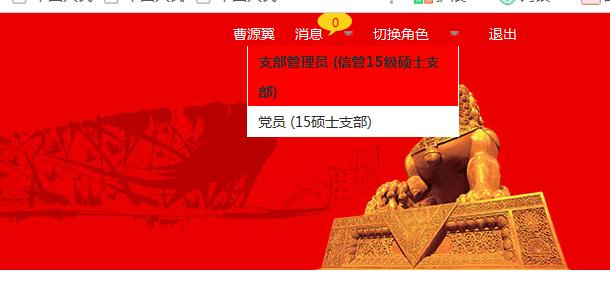 曹源翼 消息 0 切换角色 退出
支部管理员 (信管15级硕士支
部)
党员 (15硕士支部)